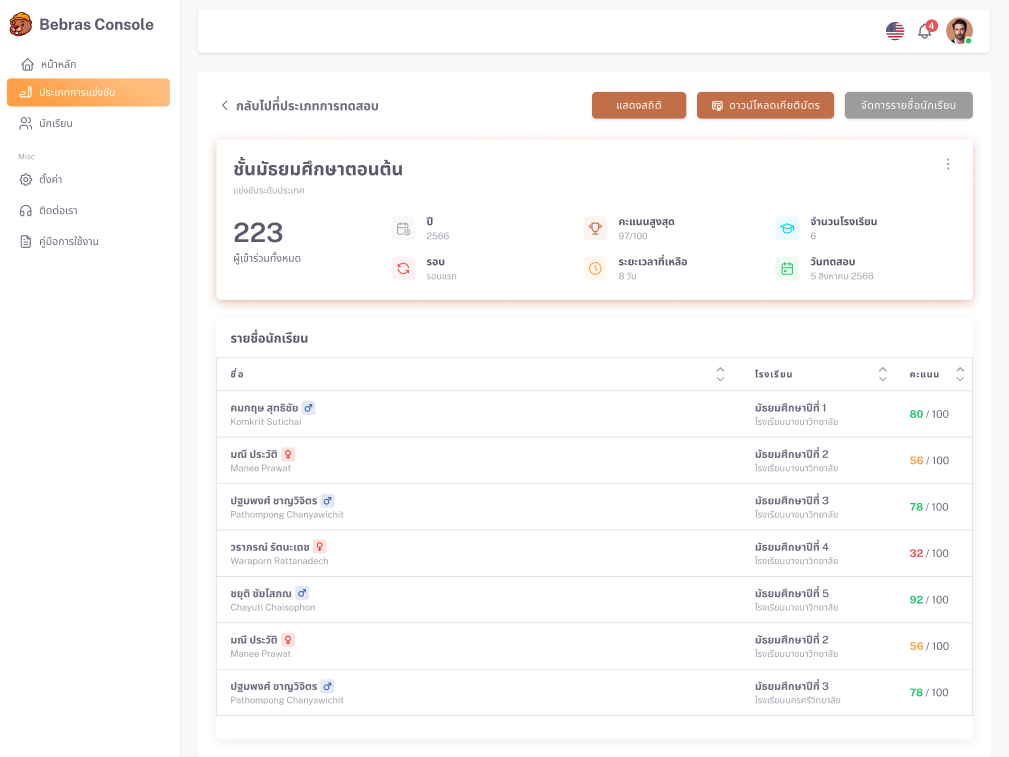 Bebras Console
หน้าหลัก
ประเภทการแข่งขัน
นักเรียน
Misc
ตั้งค่า
ติดต่อเรา
คู่มือการใช้งาน
4
กลับไปที่ประเภทการทดสอบ
แสดงสถิติ
ดาวน์โหลดเกียติบัตร
จัดการรายชื่อนักเรียน
ชั้นมัธยมศึกษาตอนต้น
แข่งขันระดับประเทศ
223
ผู้เข้าร่วมทั้งหมด
ปี
2566
คะแนนสูงสุด
97/100
จำนวนโรงเรียน
6
รอบ
รอบแรก
ระยะเวลาที่เหลือ
8 วัน
วันทดสอบ
5 สิงหาคม 2566
รายชื่อนักเรียน
ชื่อ โรงเรียน คะแนน
คมกฤษ สุทธิชัย ♂ มัธยมศึกษาปีที่ 1 80 / 100
Komkrit Sutichai โรงเรียนบางนาวิทยาลัย
มณี ประวัติ ♀ มัธยมศึกษาปีที่ 2 56 / 100
Manee Prawat โรงเรียนบางนาวิทยาลัย
ปฐมพงศ์ ชาญวิจิตร ♂ มัธยมศึกษาปีที่ 3 78 / 100
Pathompong Chanyawichit โรงเรียนบางนาวิทยาลัย
วราภรณ์ รัตนะเดช ♀ มัธยมศึกษาปีที่ 4 32 / 100
Waraporn Rattanadech โรงเรียนบางนาวิทยาลัย
ชยุติ ชัยโสภณ ♂ มัธยมศึกษาปีที่ 5 92 / 100
Chayuti Chaisophon โรงเรียนบางนาวิทยาลัย
มณี ประวัติ ♀ มัธยมศึกษาปีที่ 2 56 / 100
Manee Prawat โรงเรียนบางนาวิทยาลัย
ปฐมพงศ์ ชาญวิจิตร ♂ มัธยมศึกษาปีที่ 3 78 / 100
Pathompong Chanyawichit โรงเรียนนครศรีวิทยาลัย